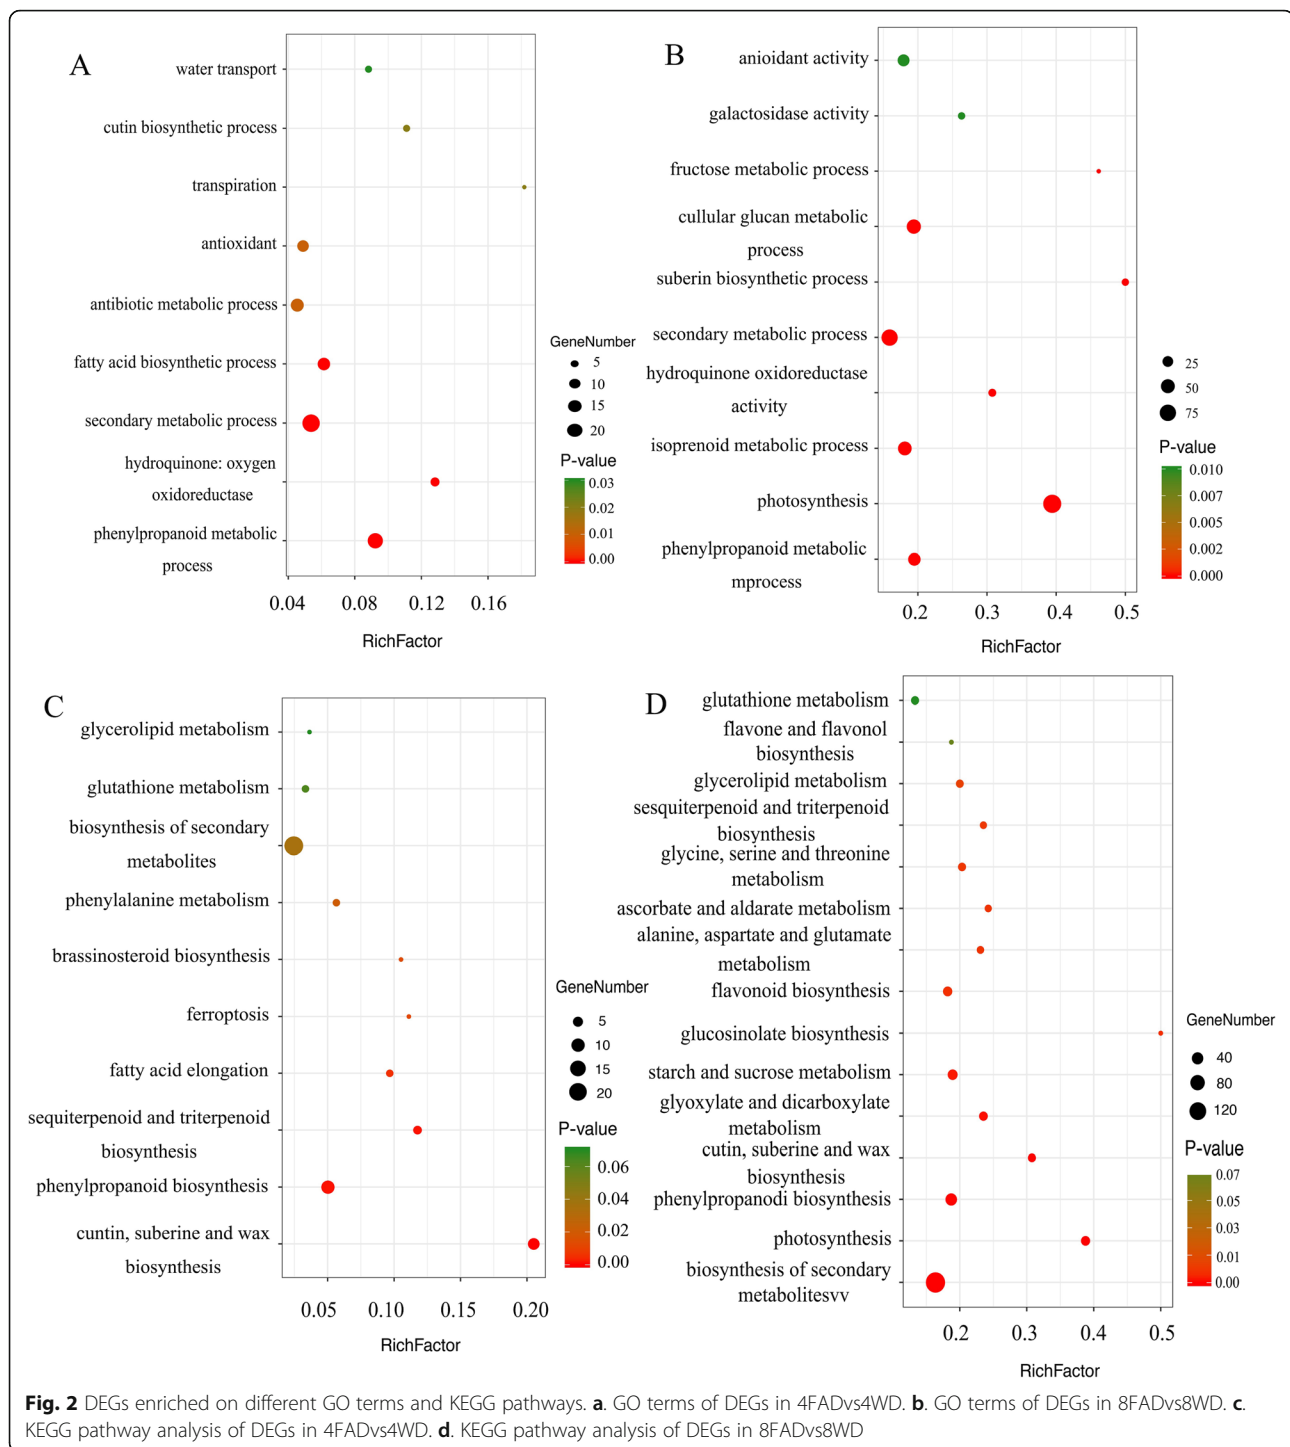 A
water transport
cutin biosynthetic process
transpiration
antioxidant
antibiotic metabolic process
fatty acid biosynthetic process
secondary metabolic process
hydroquinone: oxygen
oxidoreductase
phenylpropanoid metabolic
process
0.04 0.08 0.12 0.16
RichFactor
GeneNumber
5
10
15
20
P-value
0.03
0.02
0.01
0.00
B
anioidant activity
galactosidase activity
fructose metabolic process
cullular glucan metabolic
process
suberin biosynthetic process
secondary metabolic process
hydroquinone oxidoreductase
activity
isoprenoid metabolic process
photosynthesis
phenylpropanoid metabolic
mprocess
0.2 0.3 0.4 0.5
RichFactor
25
50
75
P-value
0.010
0.007
0.005
0.002
0.000
C
glycerolipid metabolism
glutathione metabolism
biosynthesis of secondary
metabolites
phenylalanine metabolism
brassinosteroid biosynthesis
ferroptosis
fatty acid elongation
sequiterpenoid and triterpenoid
biosynthesis
phenylpropanoid biosynthesis
cuntin, suberine and wax
biosynthesis
0.05 0.10 0.15 0.20
RichFactor
GeneNumber
5
10
15
20
P-value
0.06
0.04
0.02
0.00
D
glutathione metabolism
flavone and flavonol
biosynthesis
glycerolipid metabolism
sesquiterpenoid and triterpenoid
biosynthesis
glycine, serine and threonine
metabolism
ascorbate and aldarate metabolism
alanine, aspartate and glutamate
metabolism
flavonoid biosynthesis
glucosinolate biosynthesis
starch and sucrose metabolism
glyoxylate and dicarboxylate
metabolism
cutin, suberine and wax
biosynthesis
phenylpropanodi biosynthesis
photosynthesis
biosynthesis of secondary
metabolitesvv
0.2 0.3 0.4 0.5
RichFactor
GeneNumber
40
80
120
P-value
0.07
0.05
0.03
0.01
0.00
Fig. 2 DEGs enriched on different GO terms and KEGG pathways. a. GO terms of DEGs in 4FADvs4WD. b. GO terms of DEGs in 8FADvs8WD. c.
KEGG pathway analysis of DEGs in 4FADvs4WD. d. KEGG pathway analysis of DEGs in 8FADvs8WD